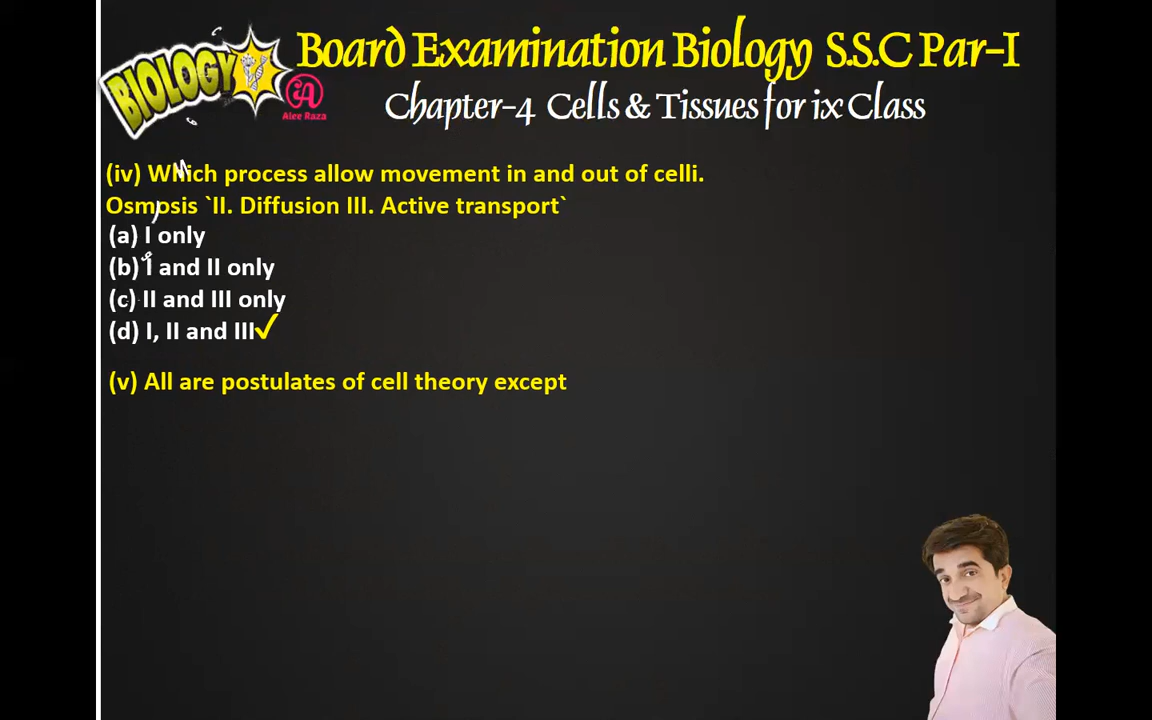 BIOLOGY
Alee Raza
Board Examination Biology S.S.C Par-I
Chapter-4 Cells & Tissues for ix Class
(iv) Which process allow movement in and out of celli.
Osmosis `II. Diffusion III. Active transport`
(a) I only
(b) I and II only
(c) II and III only
(d) I, II and III✓
(v) All are postulates of cell theory except